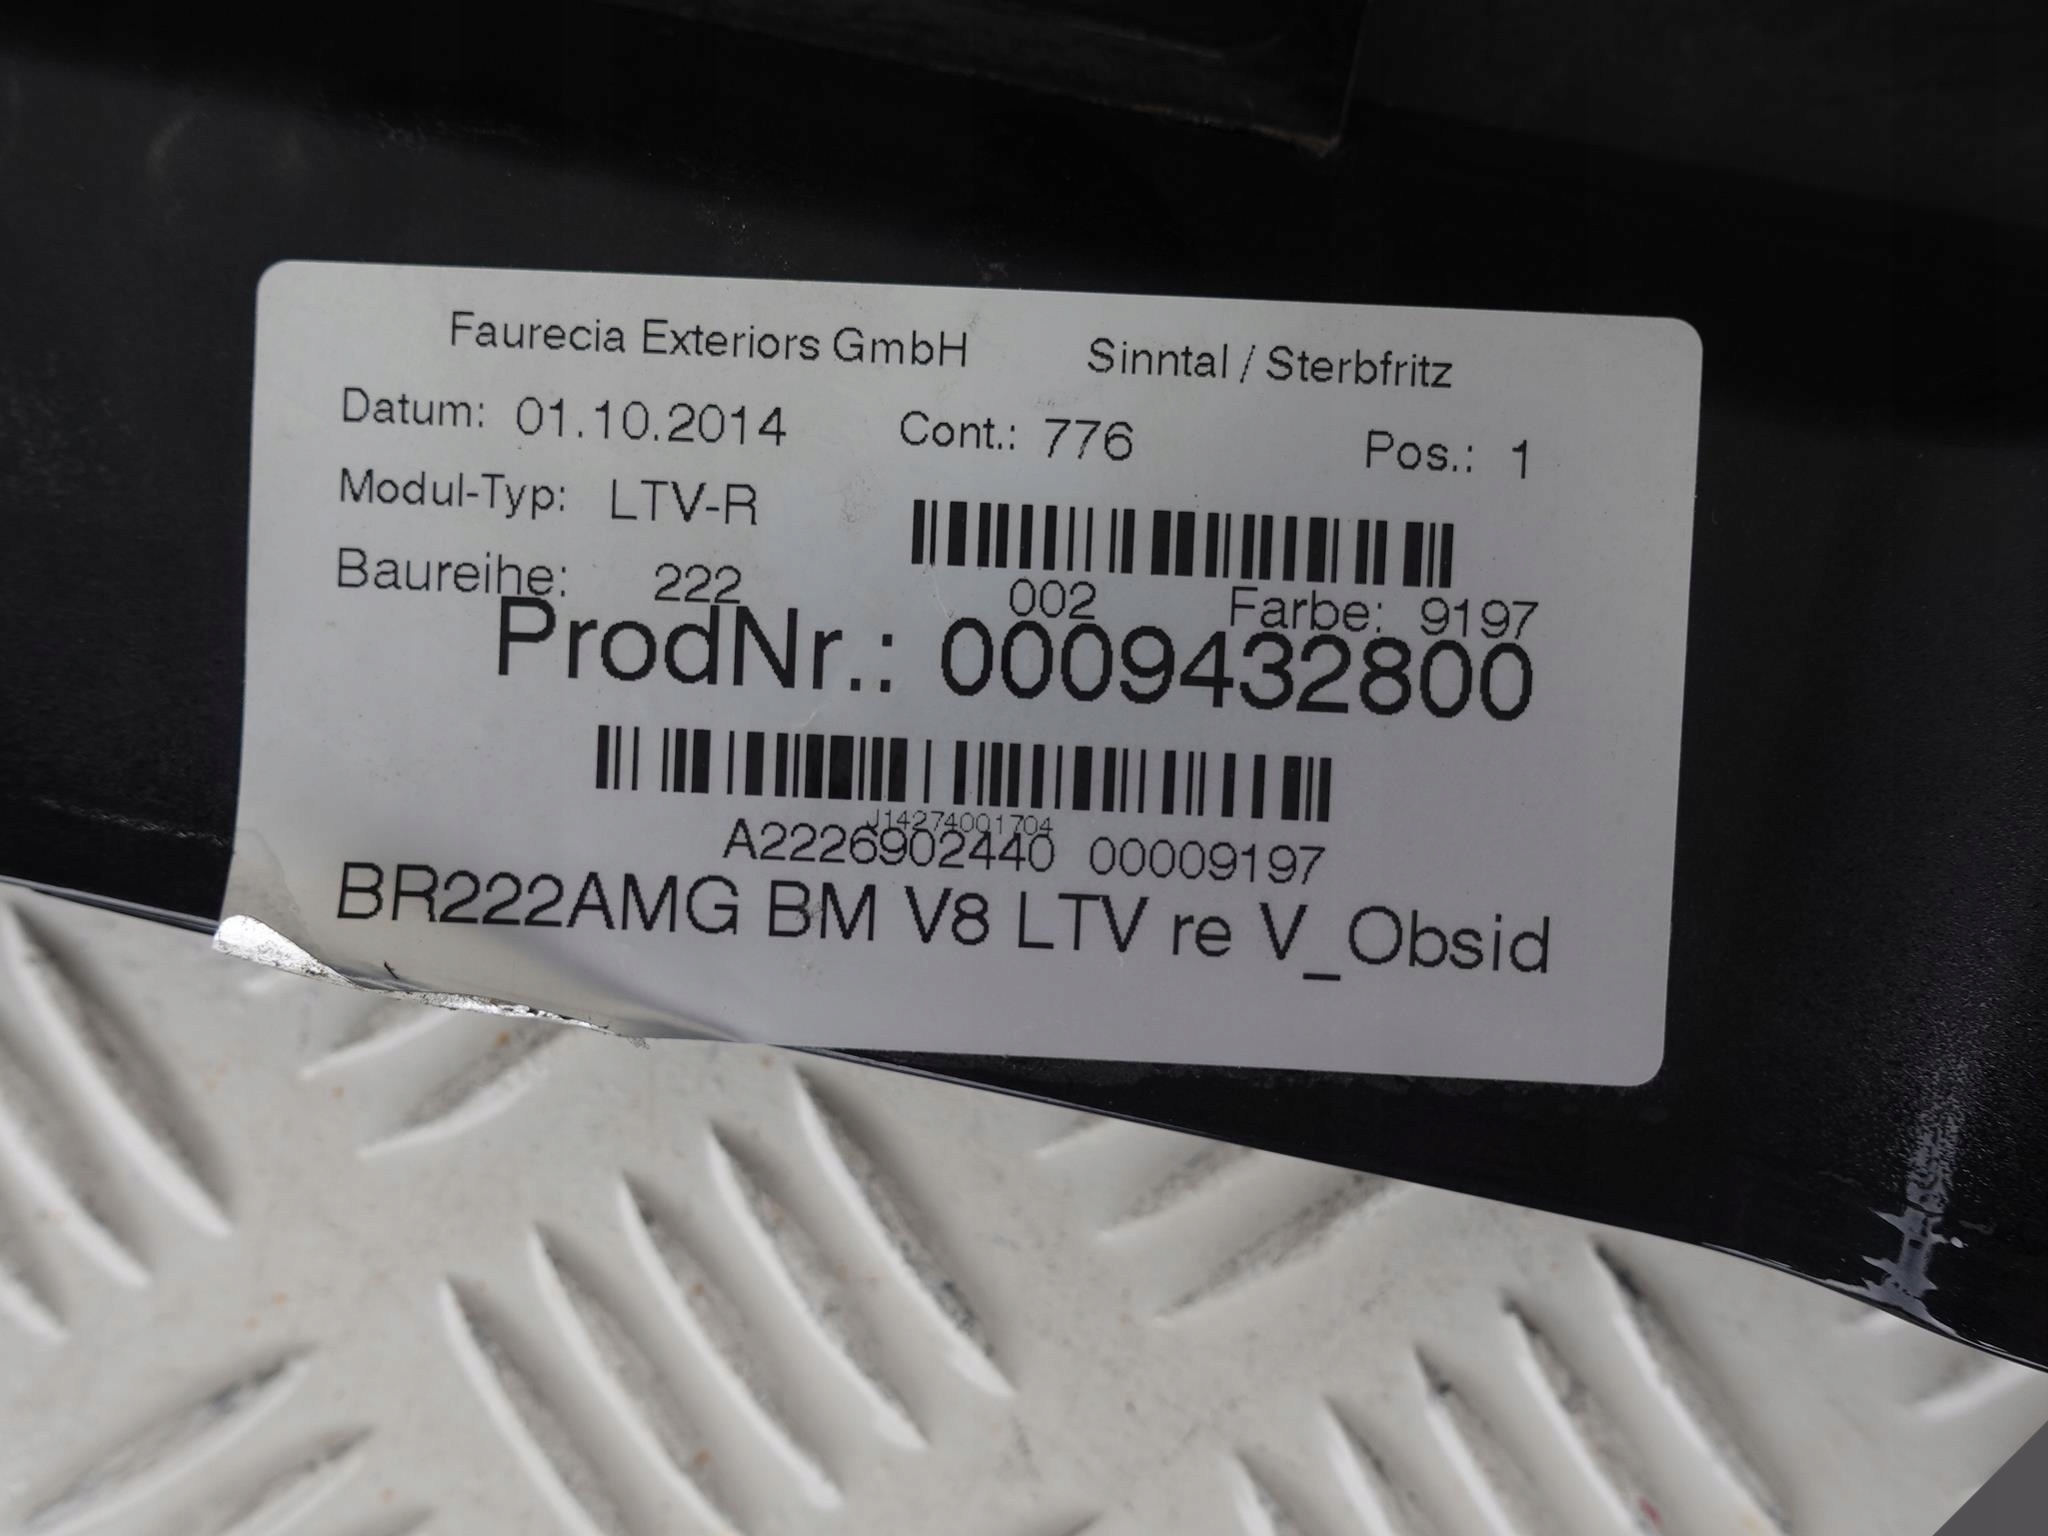 Faurecia Exteriors GmbH Sinntal / Sterbfritz
Datum: 01.10.2014 Cont.: 776 Pos.: 1
Modul-Typ: LTV-R
Baureihe: 222 002 Farbe: 9197
ProdNr.: 0009432800
J14274001704
A2226902440 00009197
BR222AMG BM V8 LTV re V_Obsid